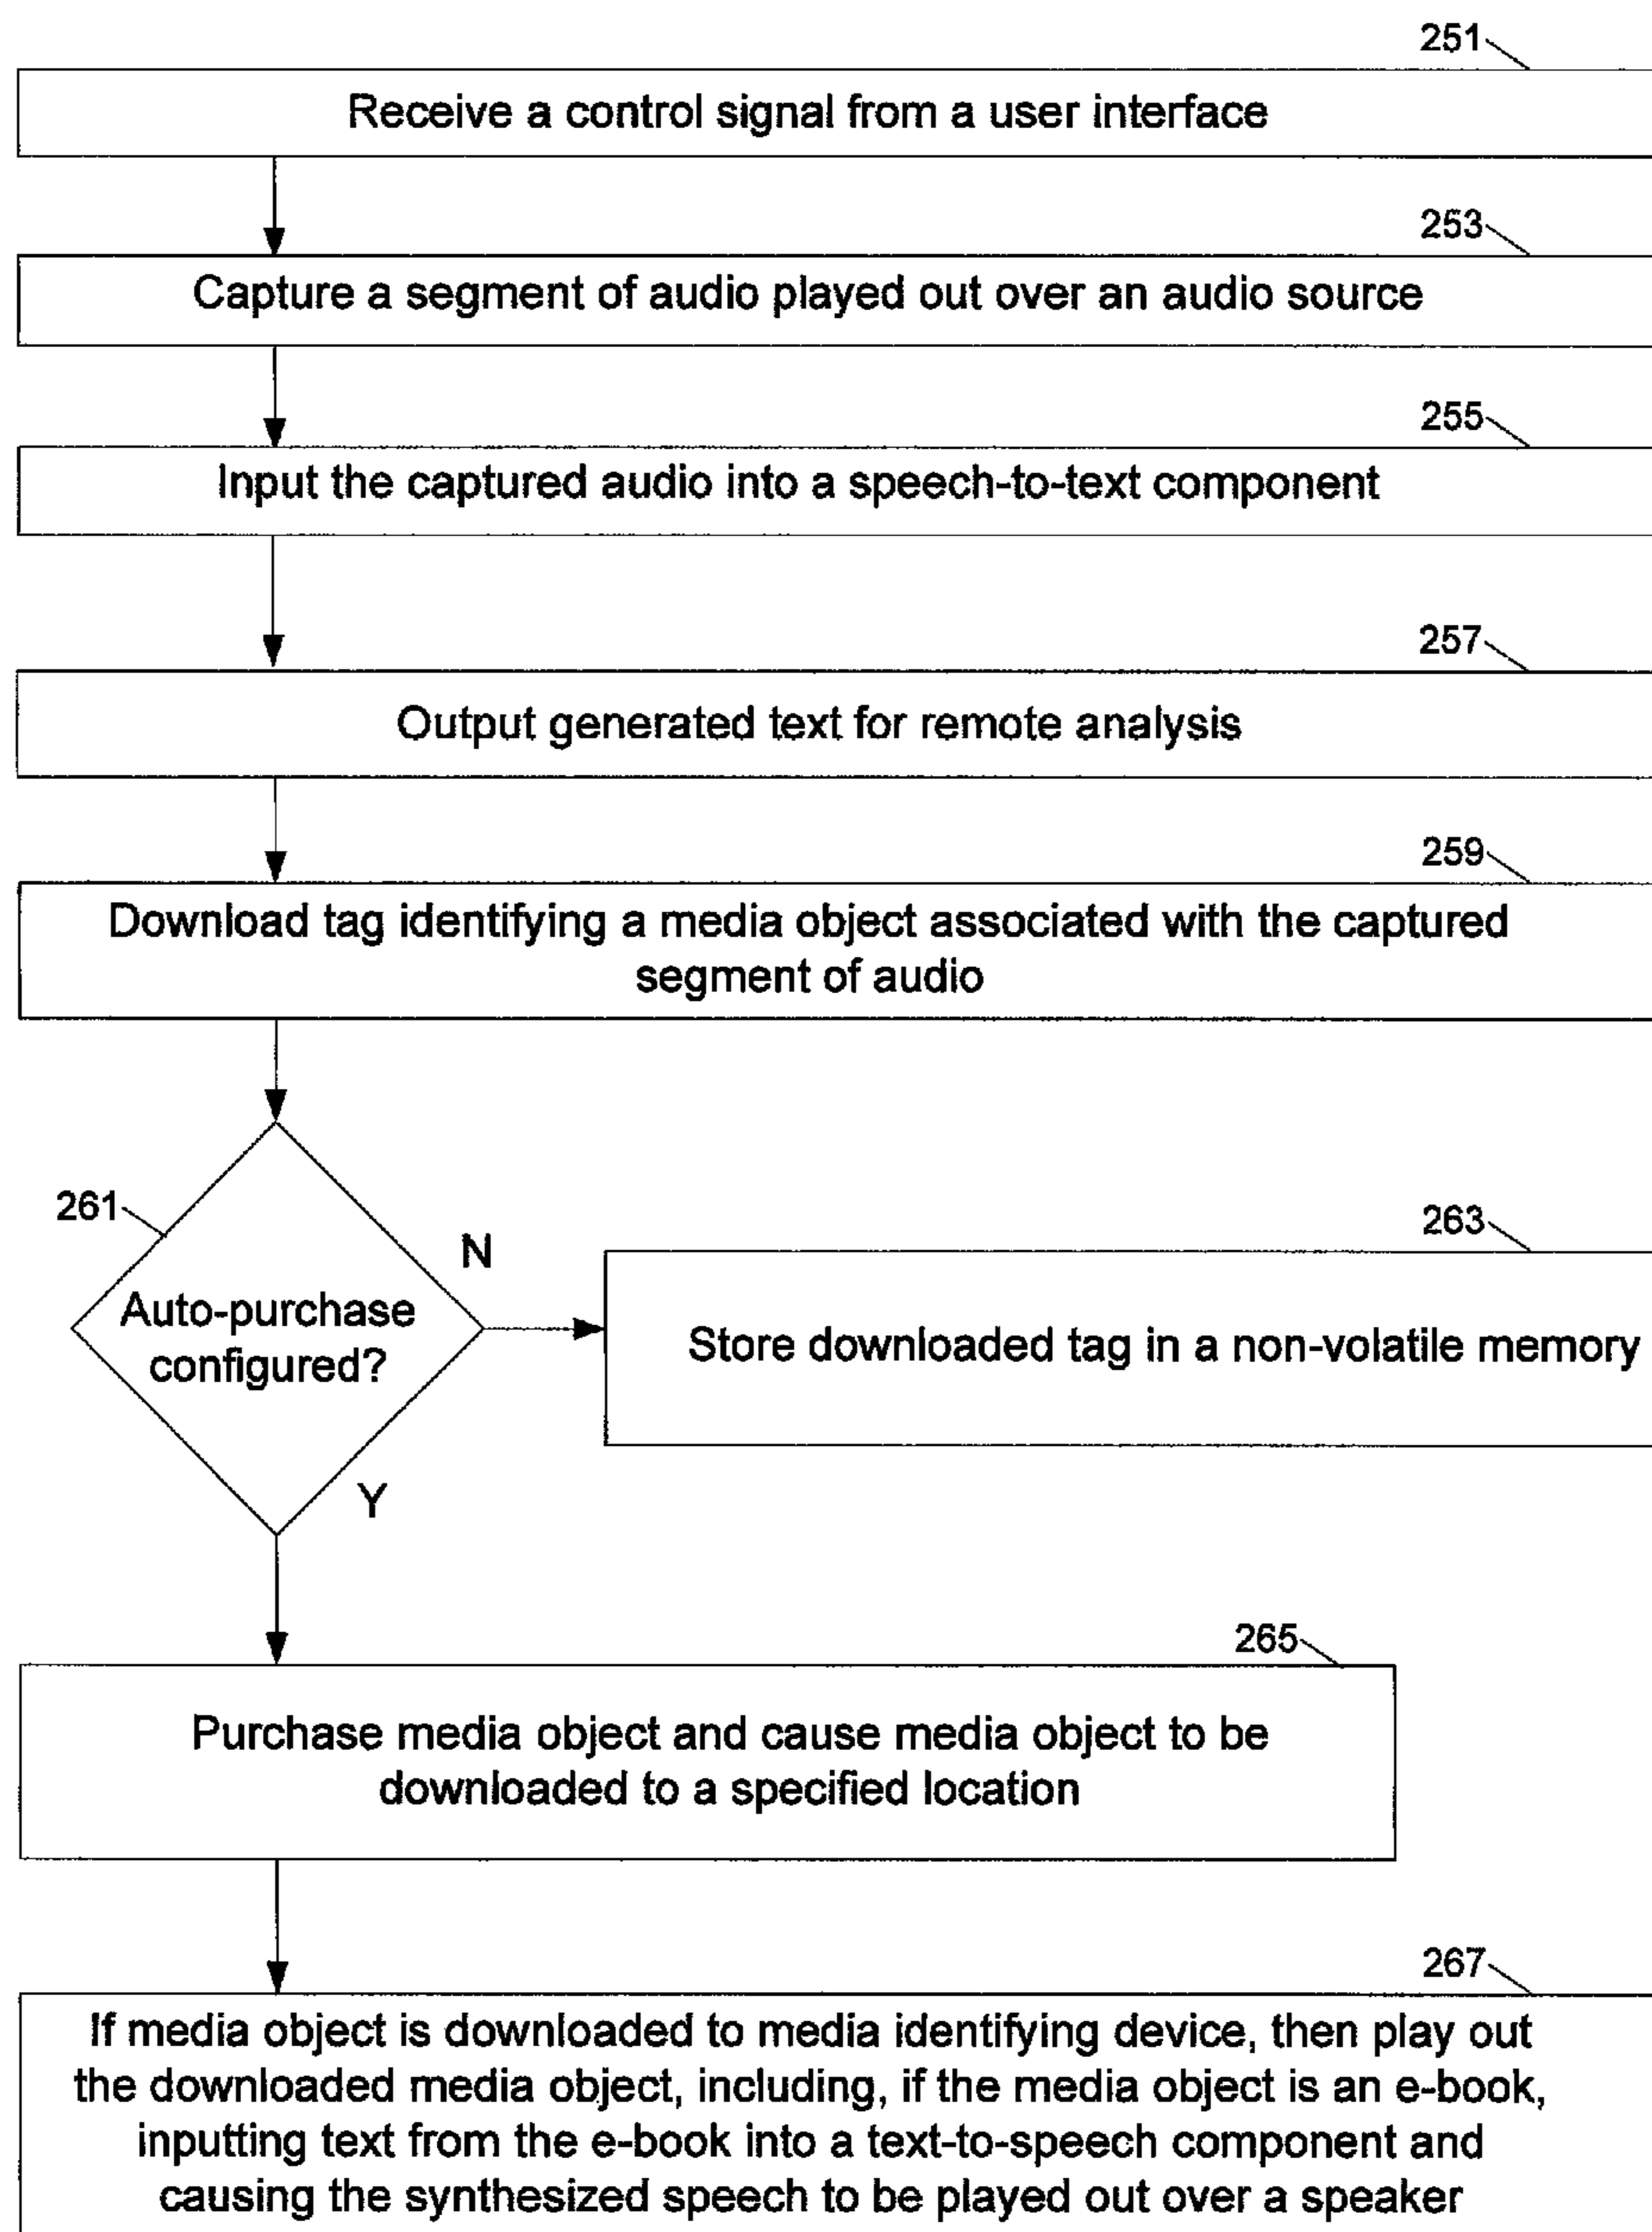 251
Receive a control signal from a user interface
253
Capture a segment of audio played out over an audio source
255
Input the captured audio into a speech-to-text component
257
Output generated text for remote analysis
259
Download tag identifying a media object associated with the captured
segment of audio
261
Auto-purchase
configured?
N
263
Store downloaded tag in a non-volatile memory
Y
265
Purchase media object and cause media object to be
downloaded to a specified location
267
If media object is downloaded to media identifying device, then play out
the downloaded media object, including, if the media object is an e-book,
inputting text from the e-book into a text-to-speech component and
causing the synthesized speech to be played out over a speaker